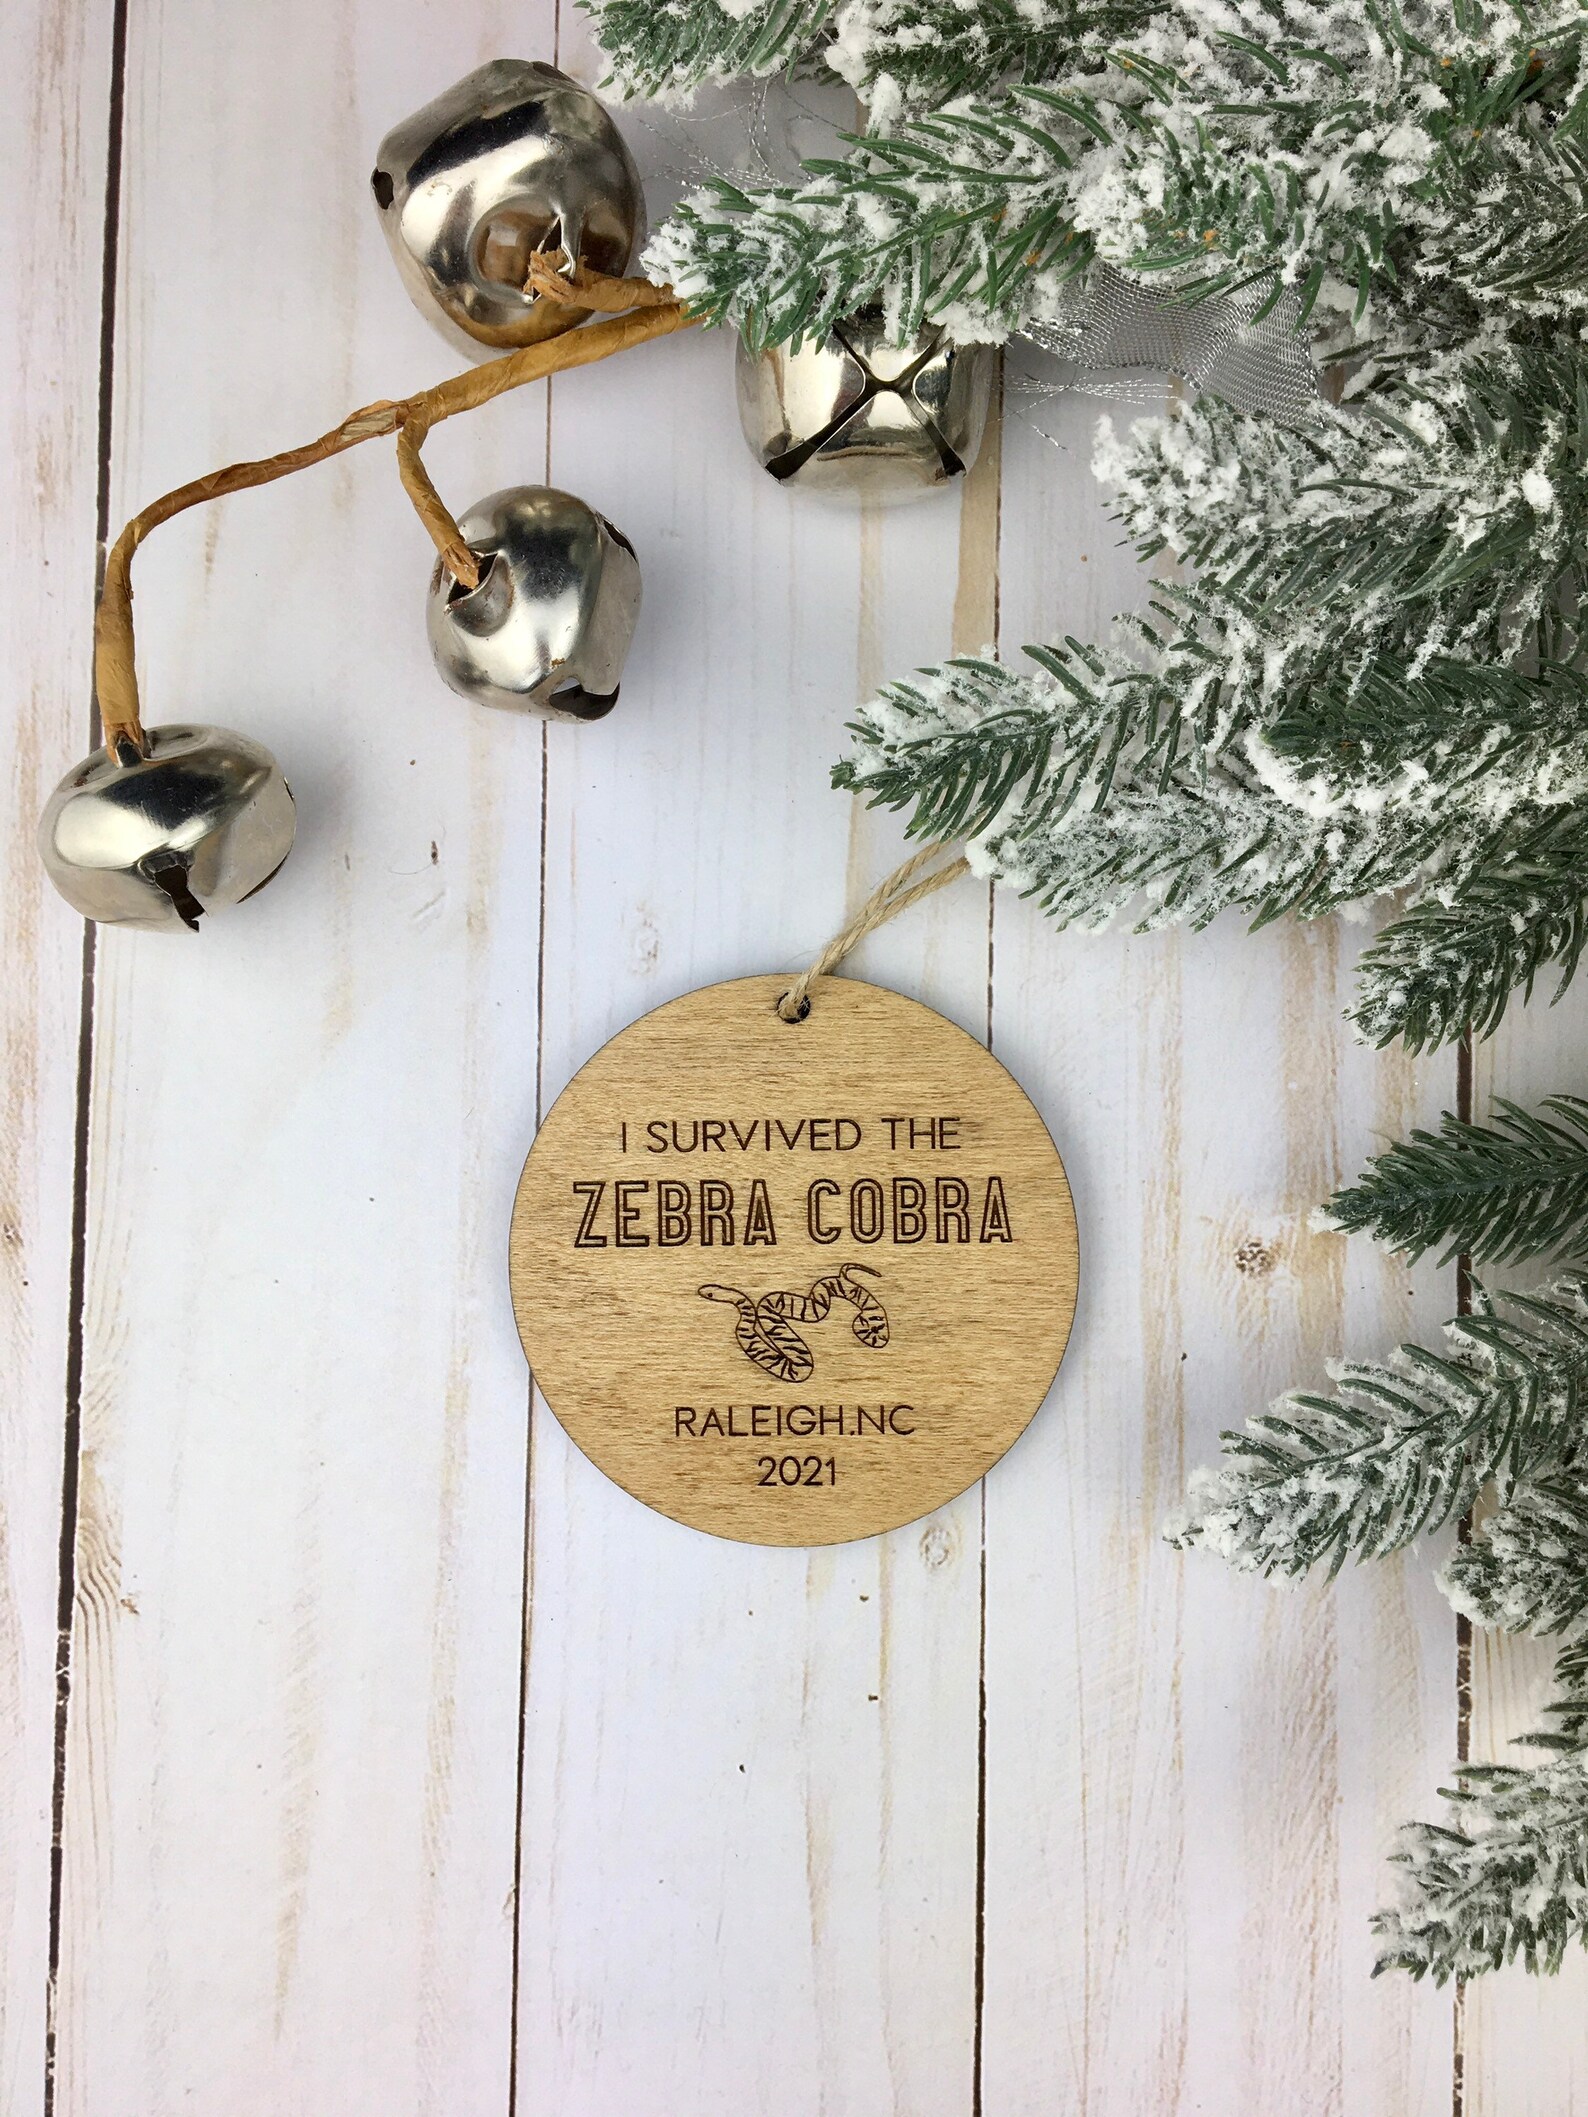 I SURVIVED THE
ZEBRA COBRA
RALEIGH.NC
2021